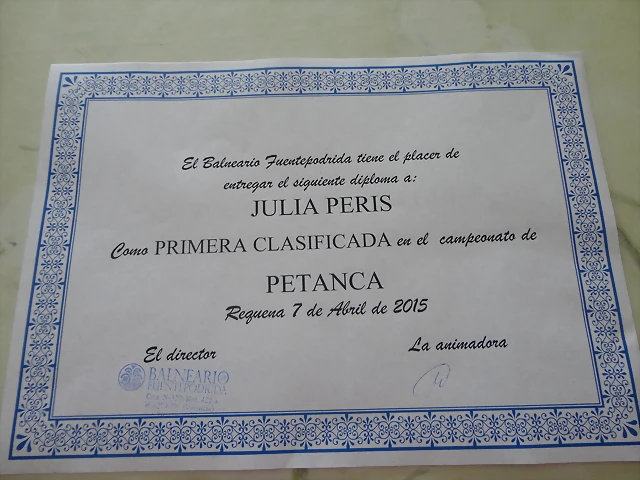 El Balneario Fuentepodrida tiene el placer de
entregar el siguiente diploma a:
JULIA PERIS
Como PRIMERA CLASIFICADA en el campeonato de
PETANCA
Requena 7 de Abril de 2015
El director
La animadora
BALNEARIO
FUENTEPODRIDA